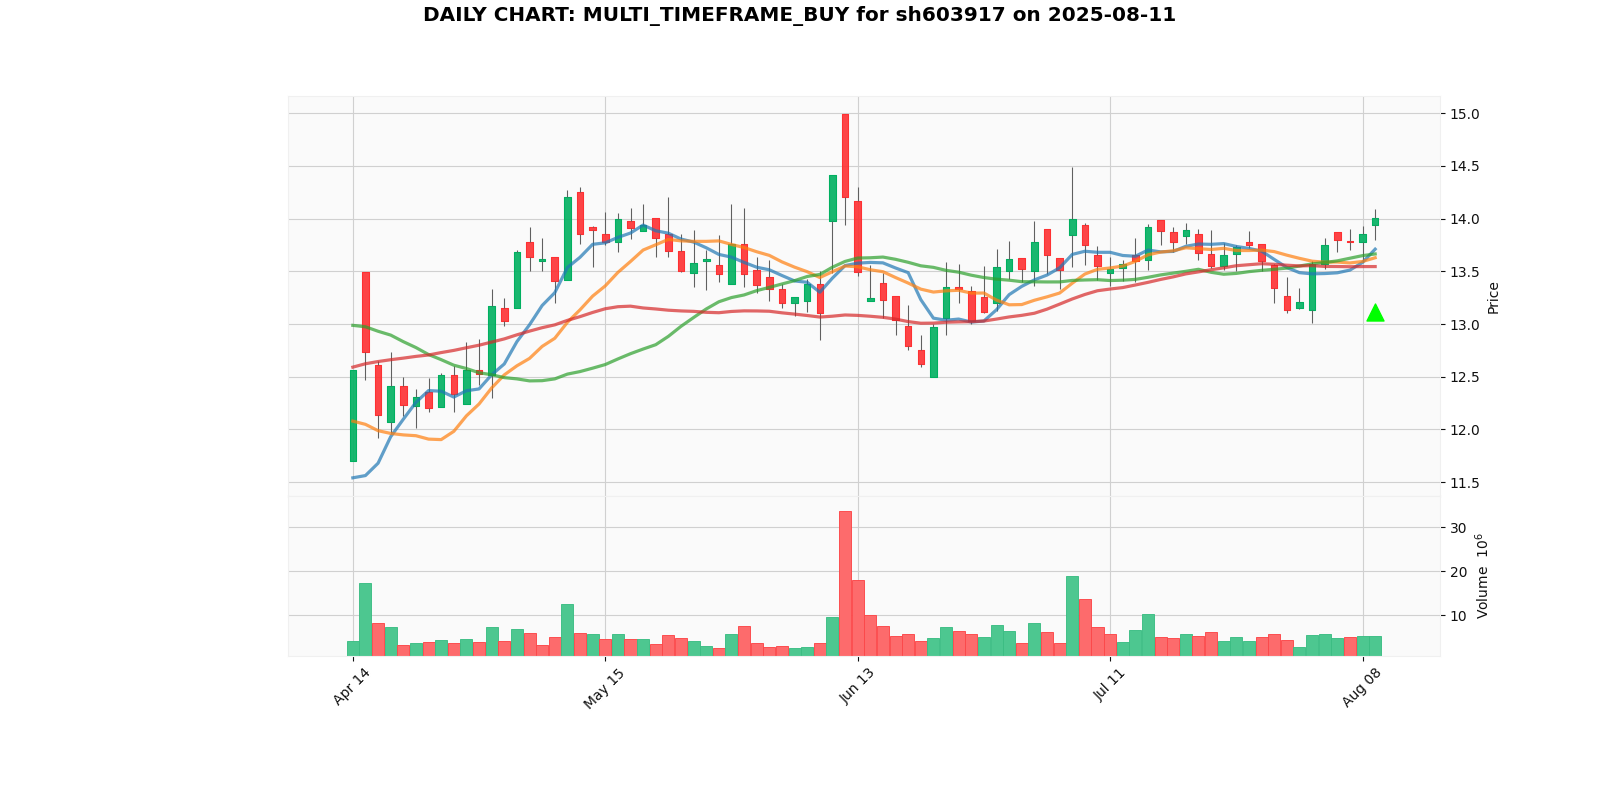 DAILY CHART: MULTI_TIMEFRAME_BUY for sh603917 on 2025-08-11
15.0
14.5
14.0
13.5
13.0
12.5
12.0
11.5
Price
30
20
10
Volume 10^6
Apr 14
May 15
Jun 13
Jul 11
Aug 08